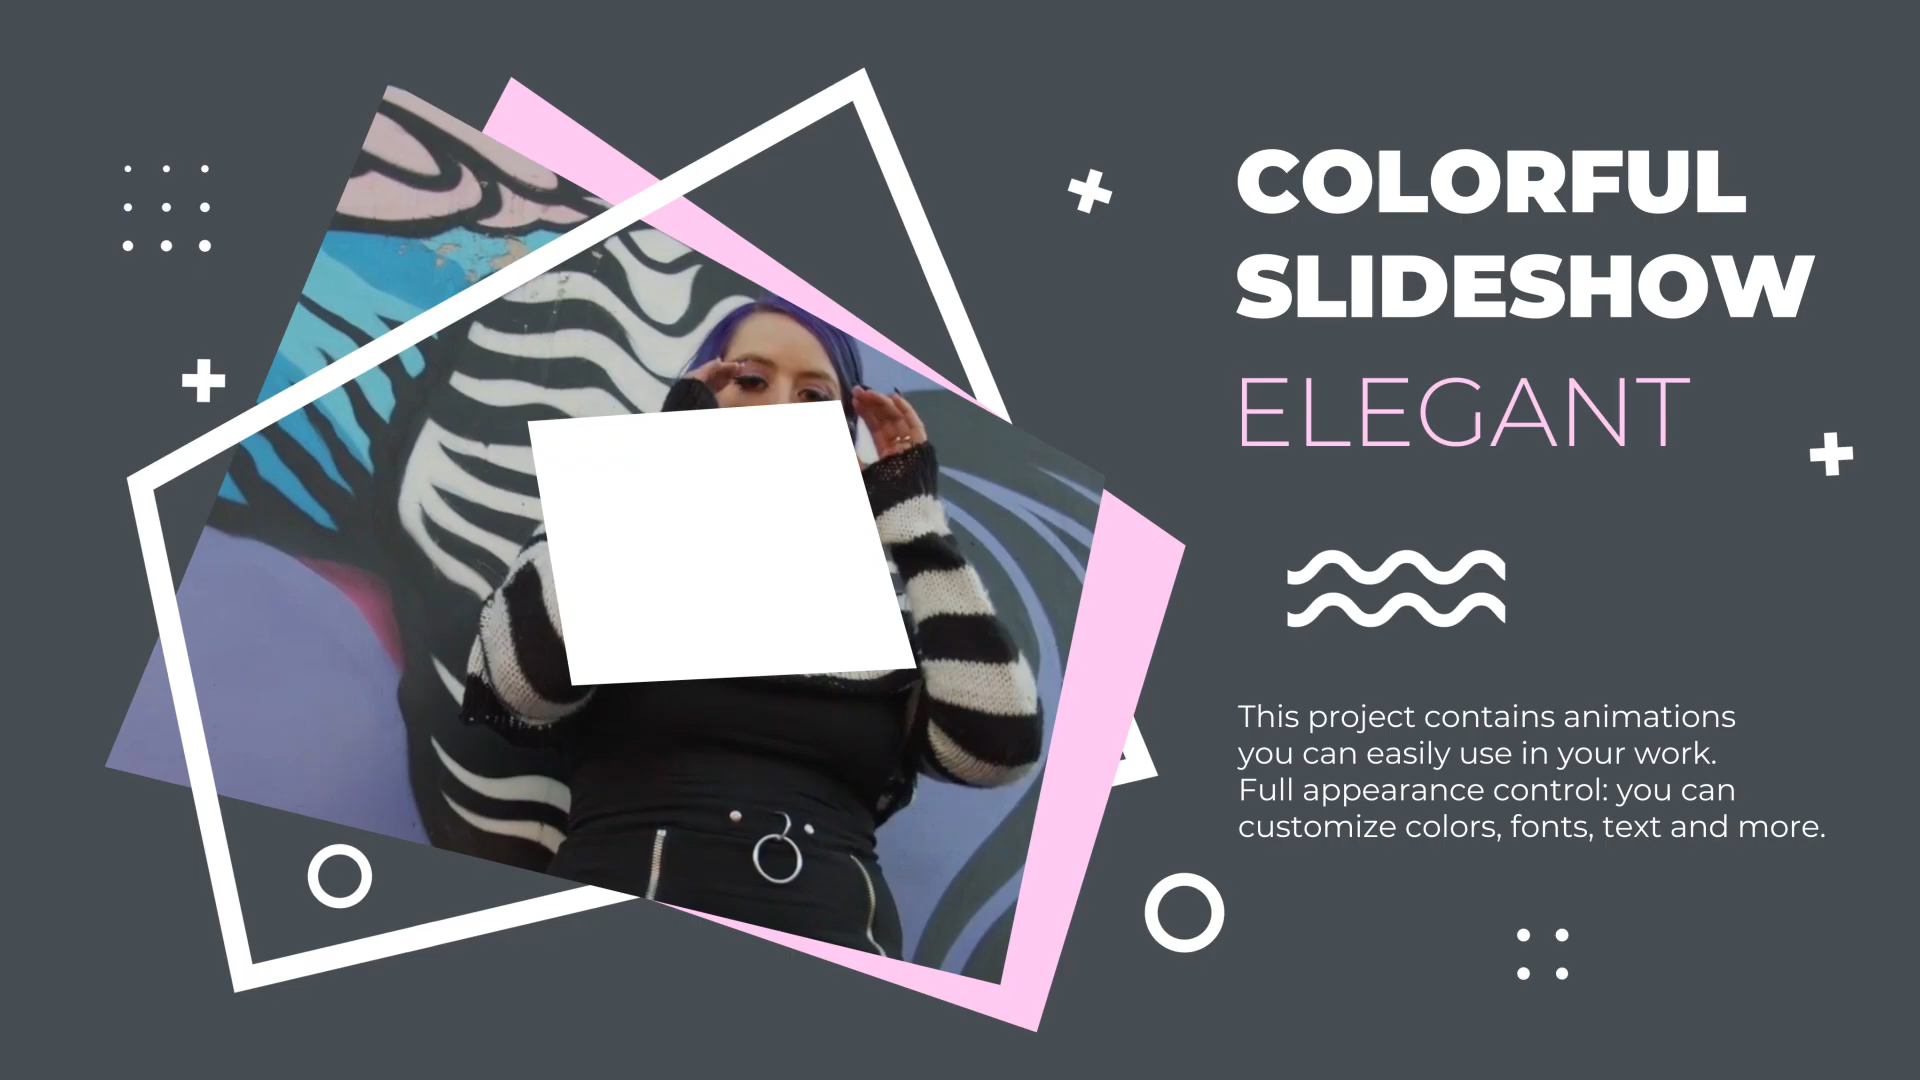 COLORFUL
SLIDESHOW
ELEGANT
This project contains animations
you can easily use in your work.
Full appearance control: you can
customize colors, fonts, text and more.